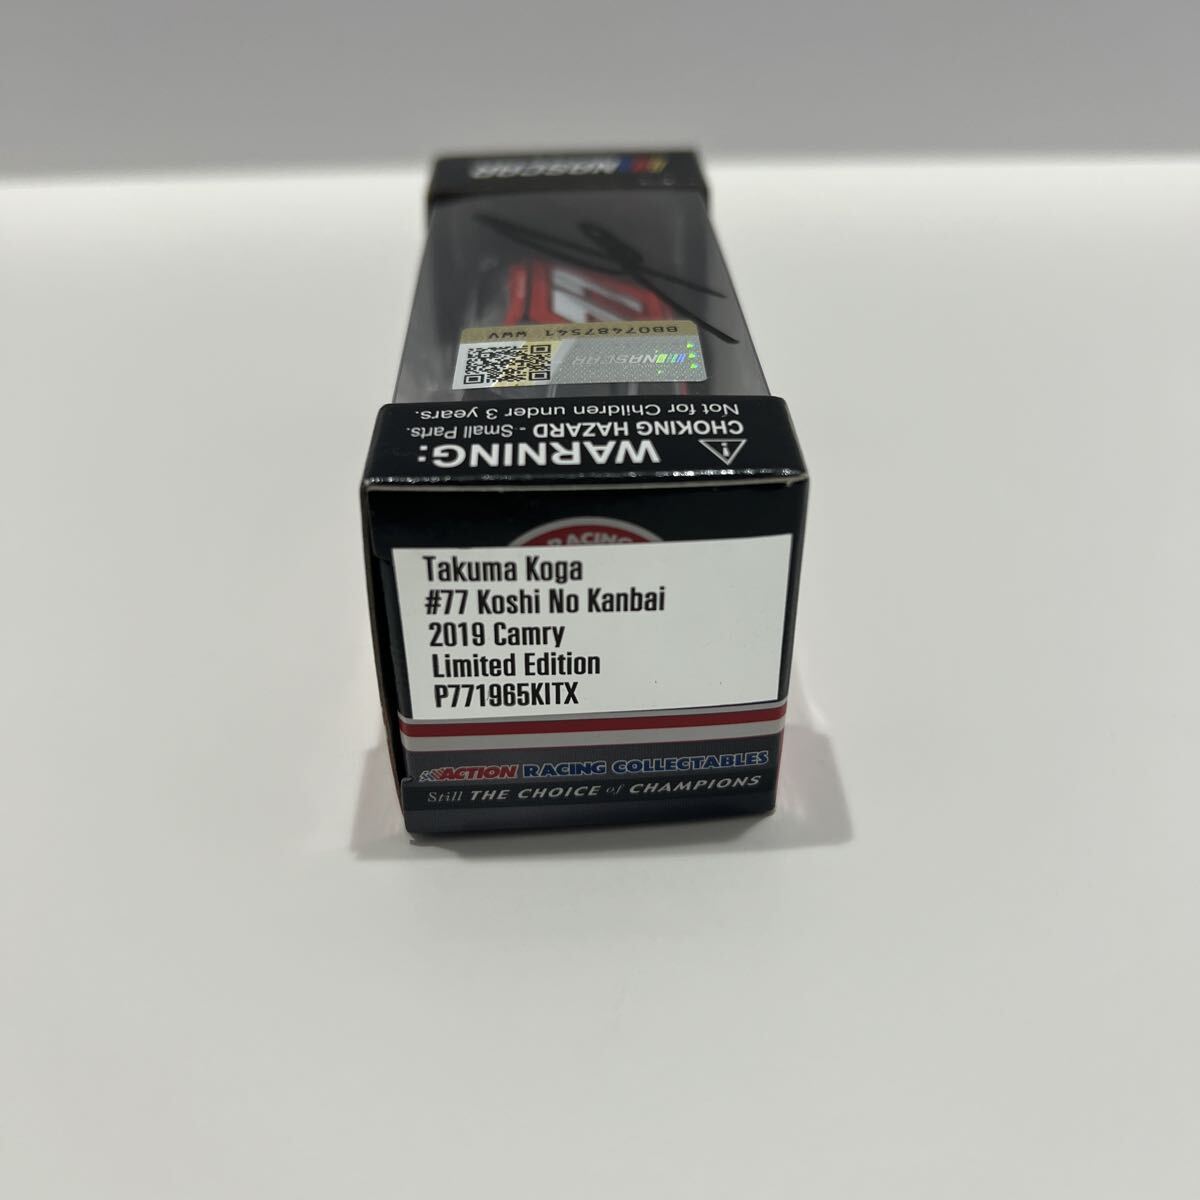 NASCAR
BB07487541 WWV
NASCAR
WARNING:
CHOKING HAZARD - Small Parts.
Not for Children under 3 years.
RACING
Takuma Koga
#77 Koshi No Kanbai
2019 Camry
Limited Edition
P771965KITX
ACTION RACING COLLECTABLES
Still THE CHOICE of CHAMPIONS